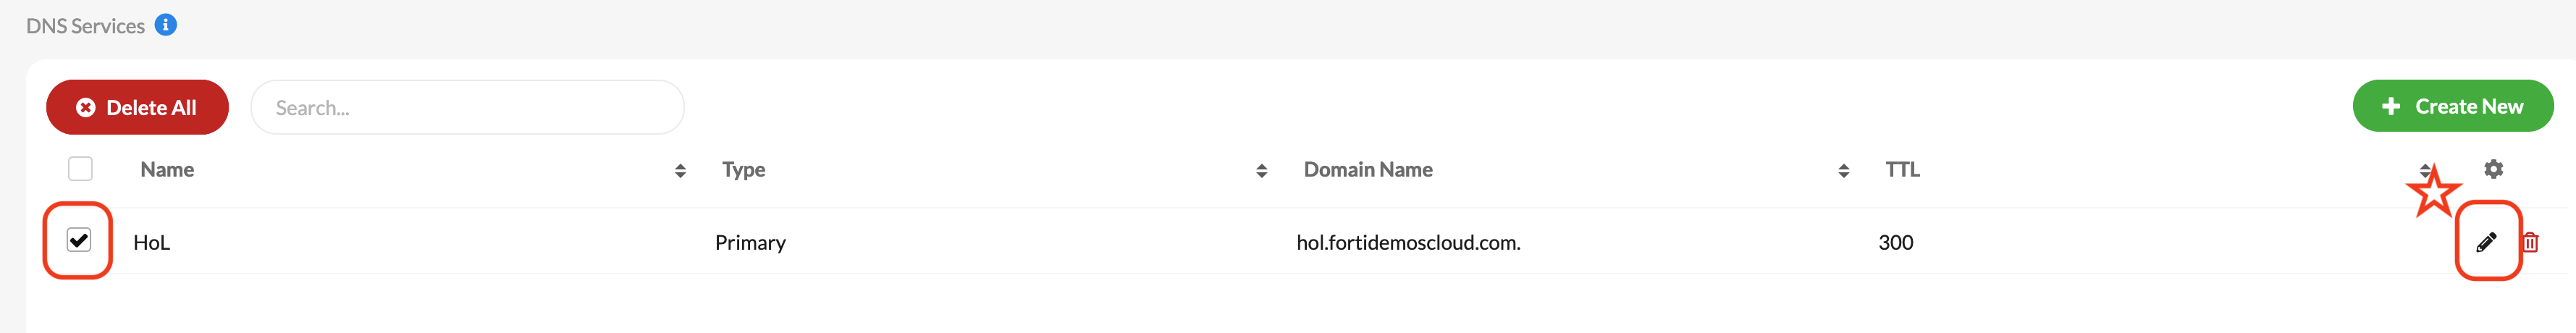 DNS Services
Delete All
Search...
Create New
Name Type Domain Name TTL
HoL Primary hol.fortidemoscloud.com. 300